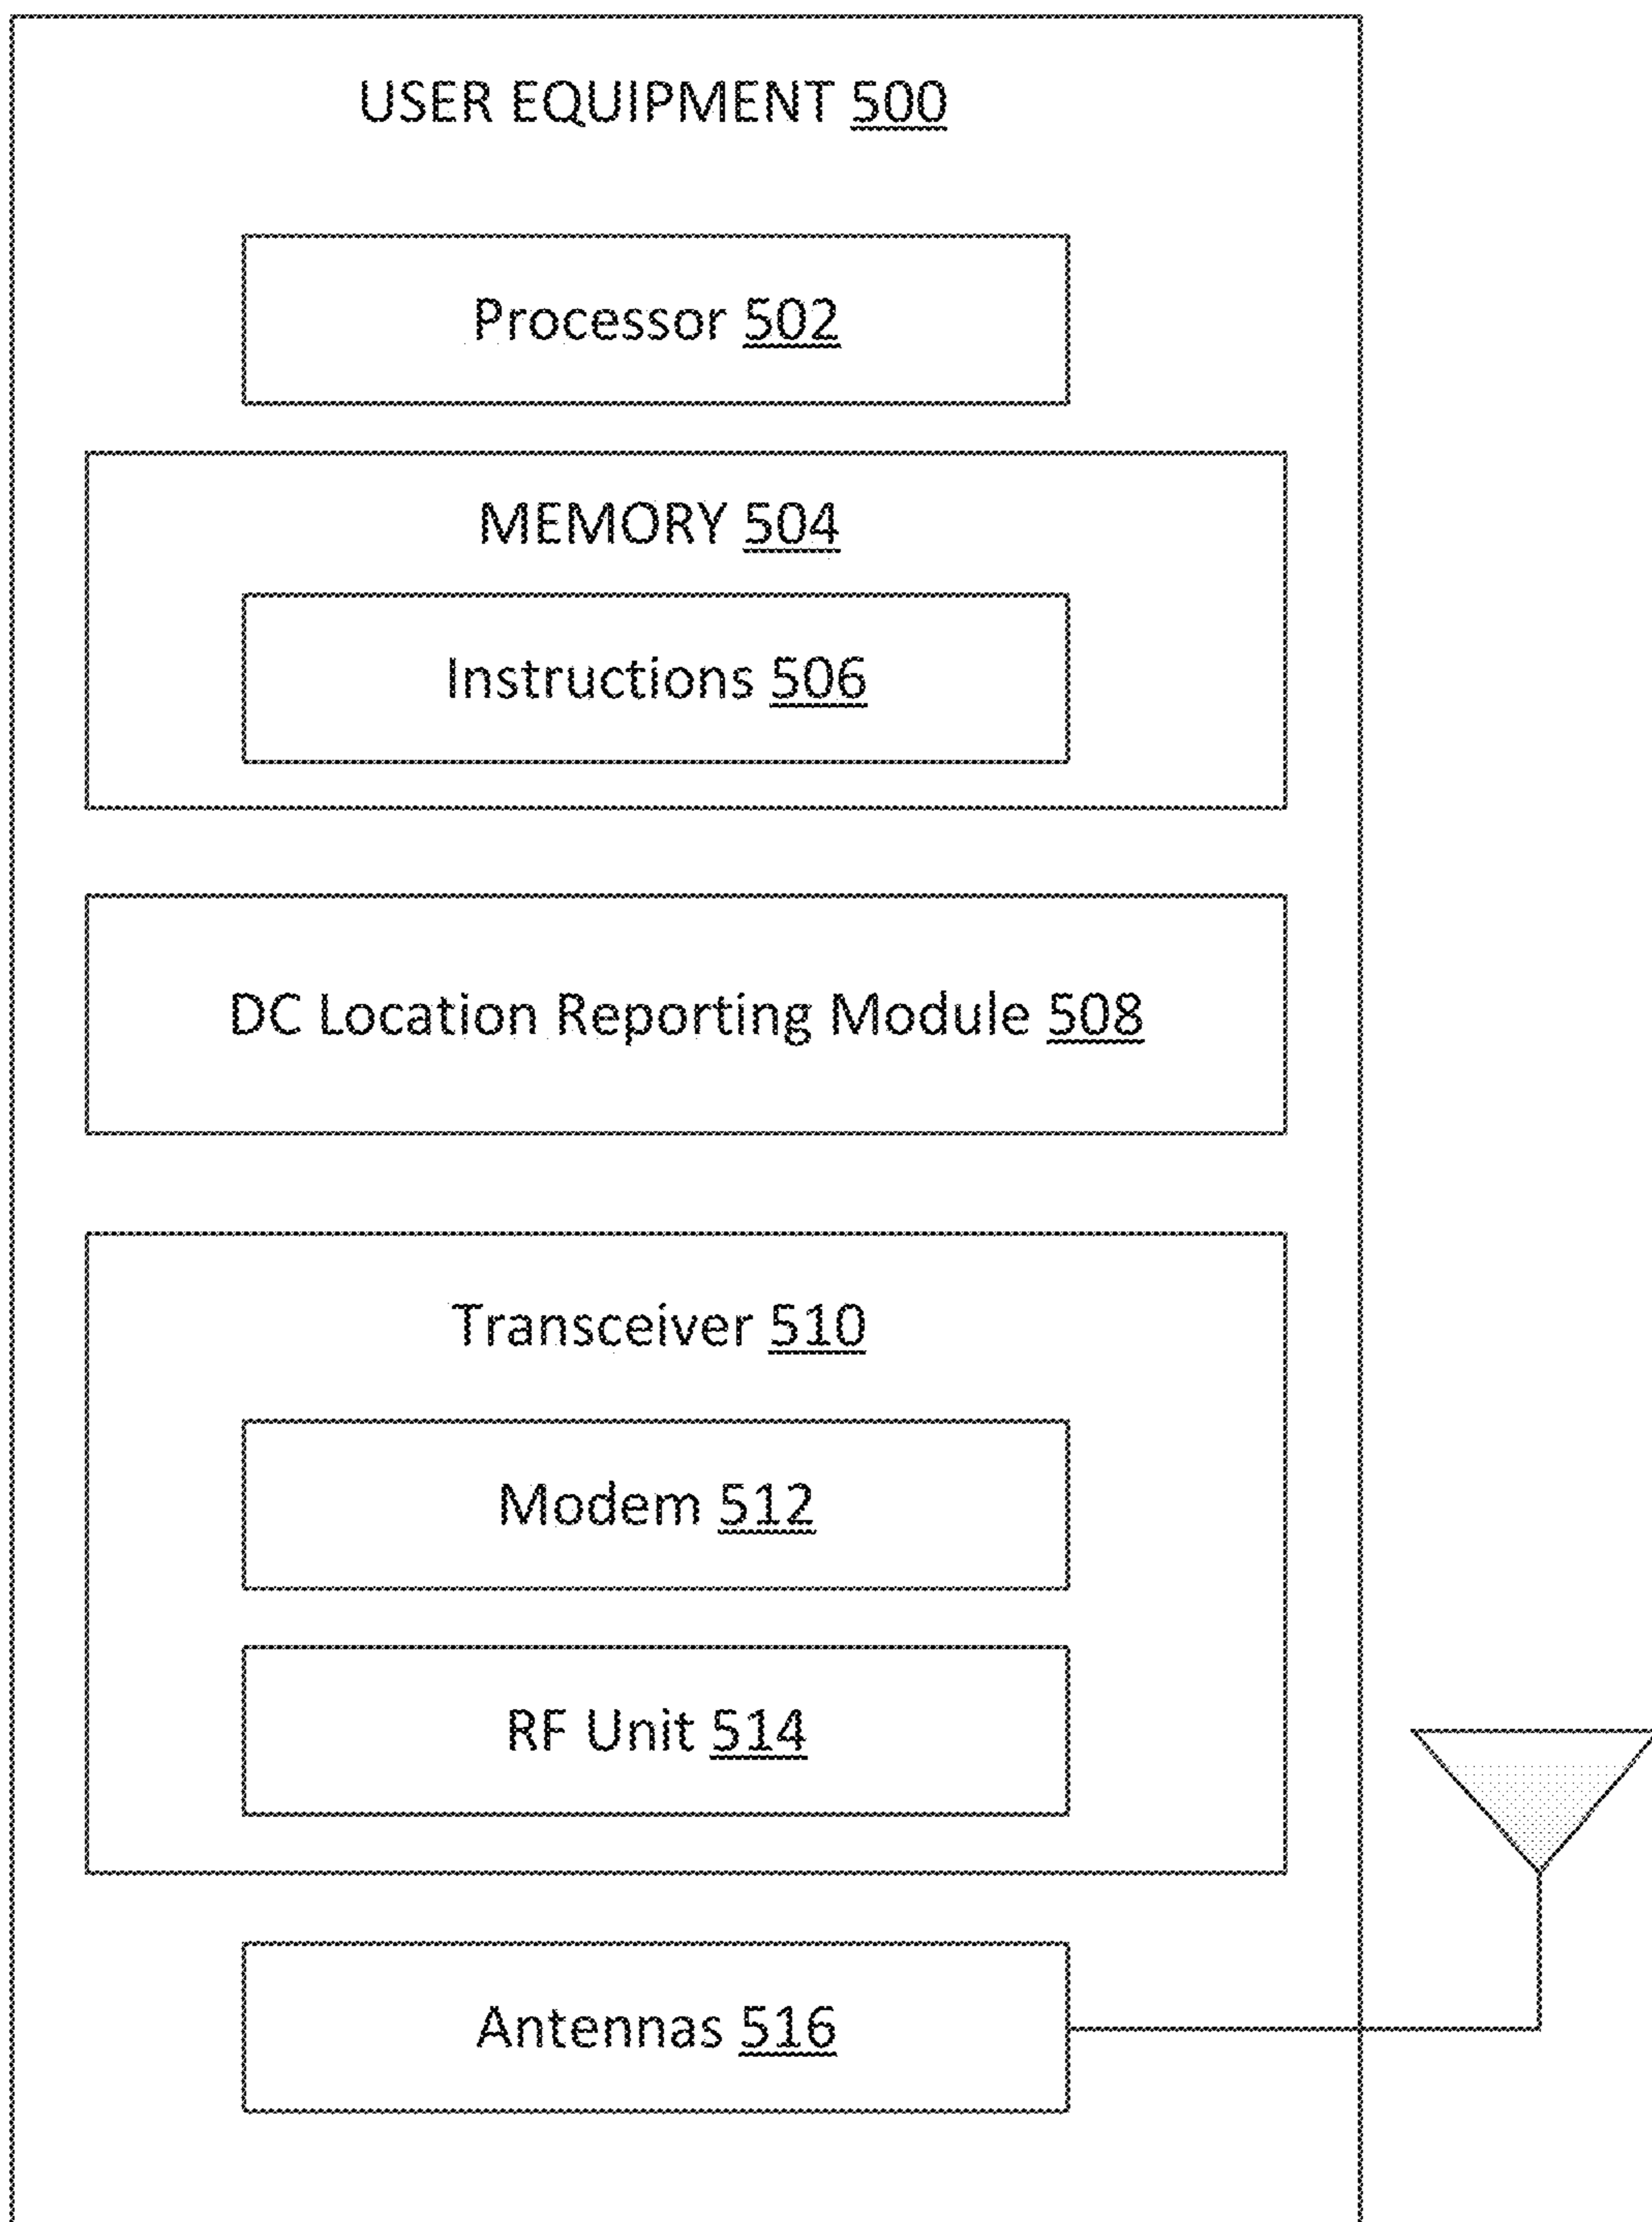 USER EQUIPMENT 500
Processor 502
MEMORY 504
Instructions 506
DC Location Reporting Module 508
Transceiver 510
Modem 512
RF Unit 514
Antennas 516